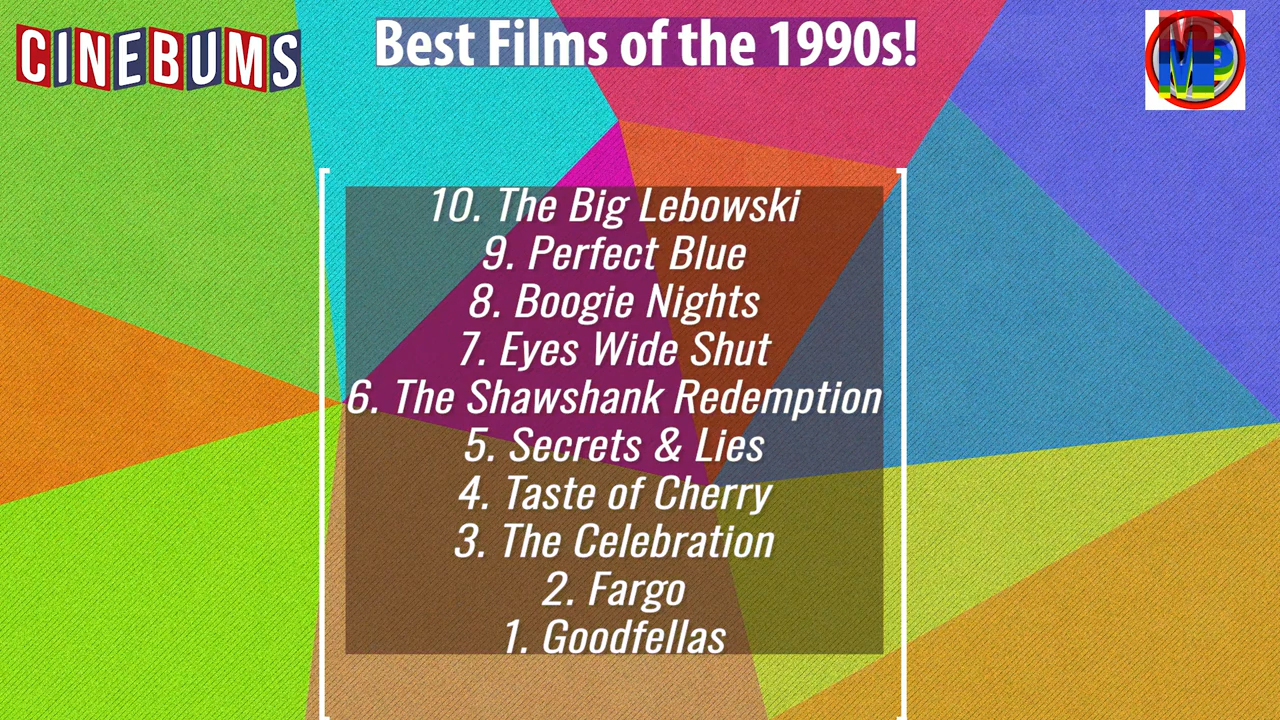 CINEBUMS
Best Films of the 1990s!
10. The Big Lebowski
9. Perfect Blue
8. Boogie Nights
7. Eyes Wide Shut
6. The Shawshank Redemption
5. Secrets & Lies
4. Taste of Cherry
3. The Celebration
2. Fargo
1. Goodfellas